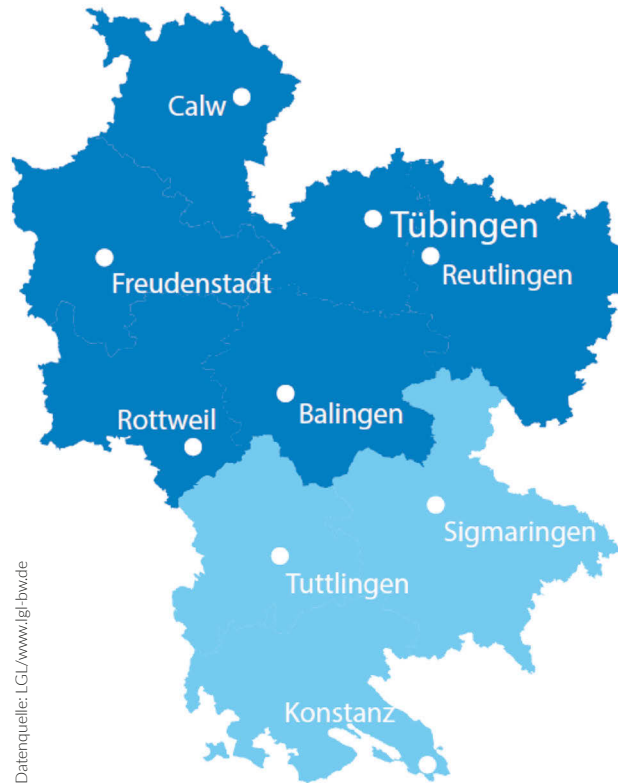 Calw
Tübingen
Freudenstadt
Reutlingen
Rottweil
Balingen
Sigmaringen
Tuttlingen
Konstanz
Datenquelle: LGL/www.lgl-bw.de